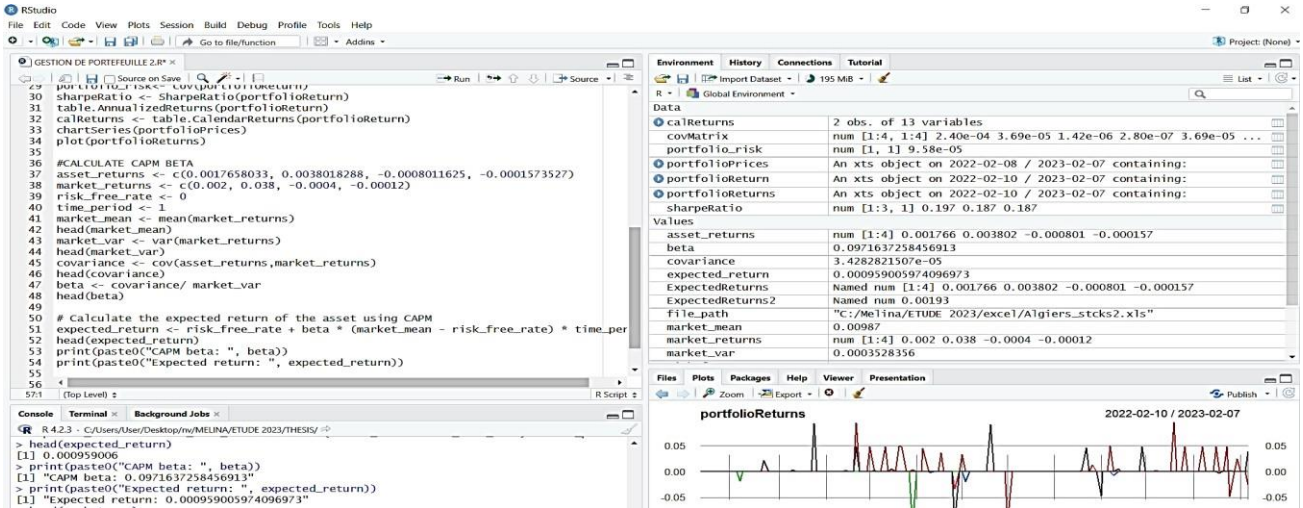 RStudio
File Edit Code View Plots Session Build Debug Profile Tools Help
Go to file/function
Addins
Project: (None)
GESTION DE PORTEFEUILLE 2.R*
Source on Save
Run
Source
29 portfolio_risk<- cov(portfolioReturn)
30 sharpeRatio <- SharpeRatio(portfolioReturn)
31 table.AnnualizedReturns(portfolioReturn)
32 calReturns <- table.CalendarReturns(portfolioReturn)
33 chartSeries(portfolioPrices)
34 plot(portfolioReturns)
35
36 #CALCULATE CAPM BETA
37 asset_returns <- c(0.0017658033, 0.0038018288, -0.0008011625, -0.0001573527)
38 market_returns <- c(0.002, 0.038, -0.0004, -0.00012)
39 risk_free_rate <- 0
40 time_period <- 1
41 market_mean <- mean(market_returns)
42 head(market_mean)
43 market_var <- var(market_returns)
44 head(market_var)
45 covariance <- cov(asset_returns,market_returns)
46 head(covariance)
47 beta <- covariance/ market_var
48 head(beta)
49
50 # Calculate the expected return of the asset using CAPM
51 expected_return <- risk_free_rate + beta * (market_mean - risk_free_rate) * time_per
52 head(expected_return)
53 print(paste0("CAPM beta: ", beta))
54 print(paste0("Expected return: ", expected_return))
55
56
57:1 (Top Level) R Script
Console Terminal Background Jobs
R 4.2.3 · C:/Users/User/Desktop/nv/MELINA/ETUDE 2023/THESIS/
> head(expected_return)
[1] 0.000959006
> print(paste0("CAPM beta: ", beta))
[1] "CAPM beta: 0.0971637258456913"
> print(paste0("Expected return: ", expected_return))
[1] "Expected return: 0.000959005974096973"
Environment History Connections Tutorial
Import Dataset 195 MiB List
R Global Environment
Data
calReturns 2 obs. of 13 variables
covMatrix num [1:4, 1:4] 2.40e-04 3.69e-05 1.42e-06 2.80e-07 3.69e-05 ...
portfolio_risk num [1, 1] 9.58e-05
portfolioPrices An xts object on 2022-02-08 / 2023-02-07 containing:
portfolioReturn An xts object on 2022-02-10 / 2023-02-07 containing:
portfolioReturns An xts object on 2022-02-10 / 2023-02-07 containing:
sharpeRatio num [1:3, 1] 0.197 0.187 0.187
Values
asset_returns num [1:4] 0.001766 0.003802 -0.000801 -0.000157
beta 0.0971637258456913
covariance 3.4282821507e-05
expected_return 0.000959005974096973
ExpectedReturns Named num [1:4] 0.001766 0.003802 -0.000801 -0.000157
ExpectedReturns2 Named num 0.00193
file_path "C:/Melina/ETUDE 2023/excel/Algiers_stcks2.xls"
market_mean 0.00987
market_returns num [1:4] 0.002 0.038 -0.0004 -0.00012
market_var 0.0003528356
Files Plots Packages Help Viewer Presentation
Zoom Export Publish
portfolioReturns 2022-02-10 / 2023-02-07
0.05 0.05
0.00 0.00
-0.05 -0.05